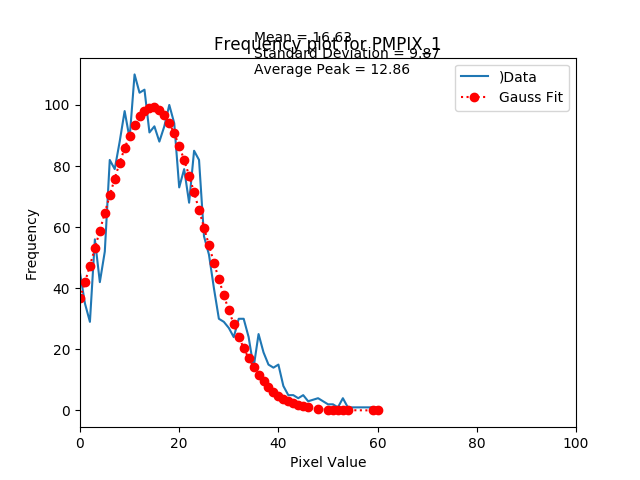 Mean = 16.63
Frequency plot for PMPIX_1
Standard Deviation = 9.87
Average Peak = 12.86
)Data
Gauss Fit
Frequency
100
80
60
40
20
0
0 20 40 60 80 100
Pixel Value